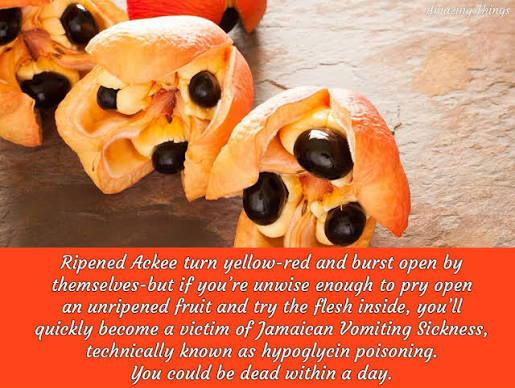 Amazing Things
Ripened Ackee turn yellow-red and burst open by
themselves-but if you're unwise enough to pry open
an unripened fruit and try the flesh inside, you'll
quickly become a victim of Jamaican Vomiting Sickness,
technically known as hypoglycin poisoning.
You could be dead within a day.